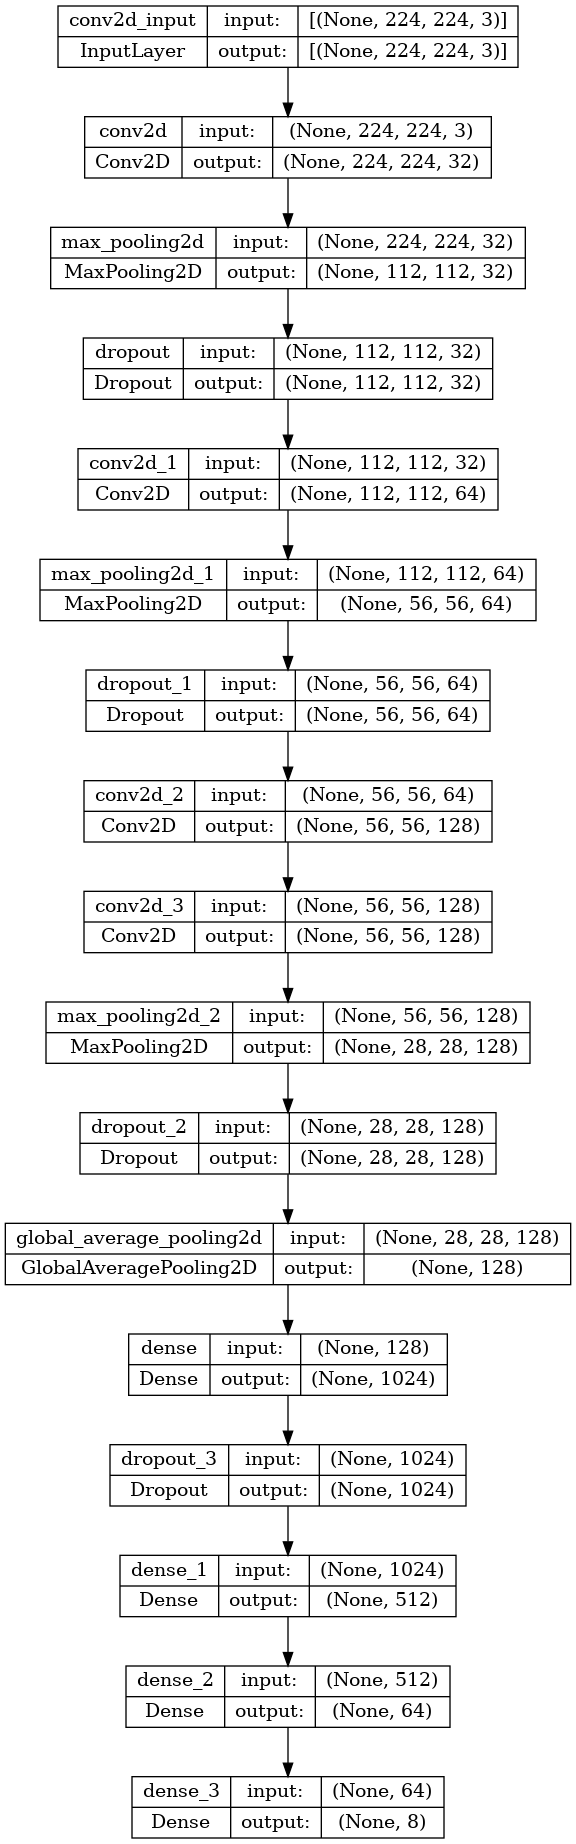 conv2d_input input: [(None, 224, 224, 3)]
InputLayer output: [(None, 224, 224, 3)]
conv2d input: (None, 224, 224, 3)
Conv2D output: (None, 224, 224, 32)
max_pooling2d input: (None, 224, 224, 32)
MaxPooling2D output: (None, 112, 112, 32)
dropout input: (None, 112, 112, 32)
Dropout output: (None, 112, 112, 32)
conv2d_1 input: (None, 112, 112, 32)
Conv2D output: (None, 112, 112, 64)
max_pooling2d_1 input: (None, 112, 112, 64)
MaxPooling2D output: (None, 56, 56, 64)
dropout_1 input: (None, 56, 56, 64)
Dropout output: (None, 56, 56, 64)
conv2d_2 input: (None, 56, 56, 64)
Conv2D output: (None, 56, 56, 128)
conv2d_3 input: (None, 56, 56, 128)
Conv2D output: (None, 56, 56, 128)
max_pooling2d_2 input: (None, 56, 56, 128)
MaxPooling2D output: (None, 28, 28, 128)
dropout_2 input: (None, 28, 28, 128)
Dropout output: (None, 28, 28, 128)
global_average_pooling2d input: (None, 28, 28, 128)
GlobalAveragePooling2D output: (None, 128)
dense input: (None, 128)
Dense output: (None, 1024)
dropout_3 input: (None, 1024)
Dropout output: (None, 1024)
dense_1 input: (None, 1024)
Dense output: (None, 512)
dense_2 input: (None, 512)
Dense output: (None, 64)
dense_3 input: (None, 64)
Dense output: (None, 8)